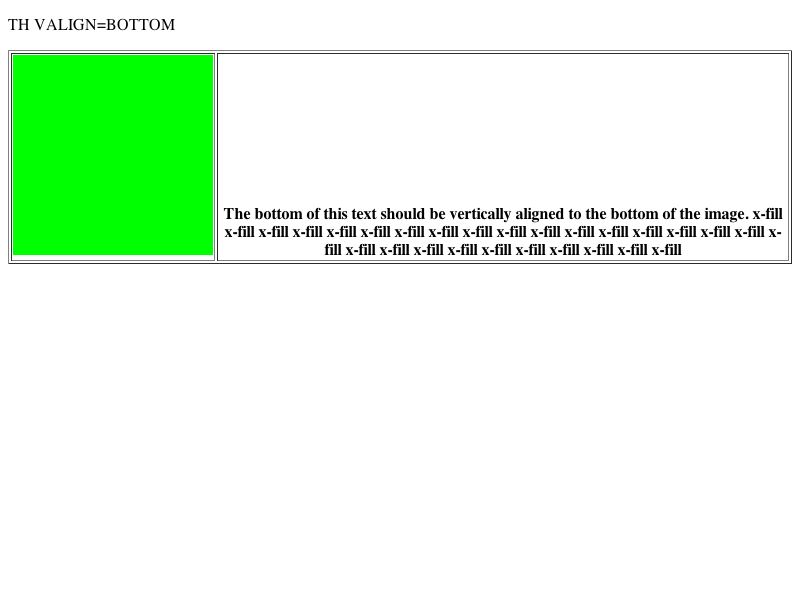 TH VALIGN=BOTTOM
The bottom of this text should be vertically aligned to the bottom of the image. x-fill
x-fill x-fill x-fill x-fill x-fill x-fill x-fill x-fill x-fill x-fill x-fill x-fill x-fill x-fill x-fill x-
fill x-fill x-fill x-fill x-fill x-fill x-fill x-fill x-fill x-fill x-fill